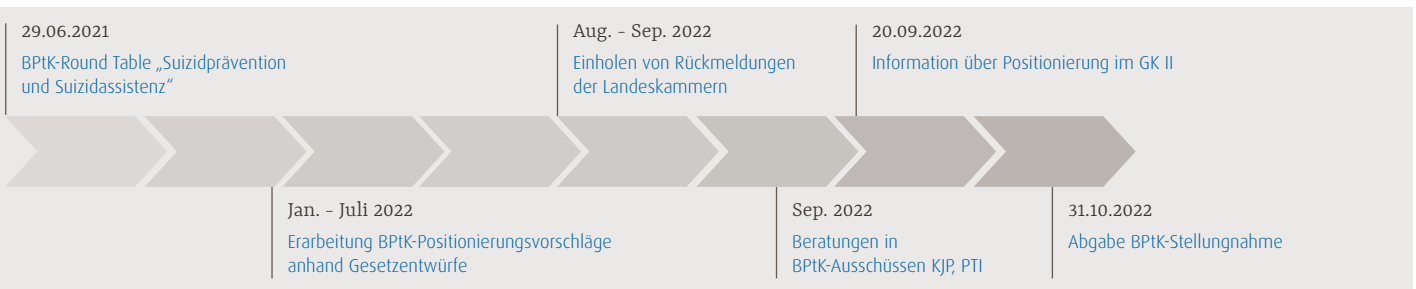 29.06.2021
BPtK-Round Table „Suizidprävention
und Suizidassistenz“
Aug. – Sep. 2022
Einholen von Rückmeldungen
der Landeskammern
20.09.2022
Information über Positionierung im GK II
Jan. – Juli 2022
Erarbeitung BPtK-Positionierungsvorschläge
anhand Gesetzentwürfe
Sep. 2022
Beratungen in
BPtK-Ausschüssen KJP, PTI
31.10.2022
Abgabe BPtK-Stellungnahme